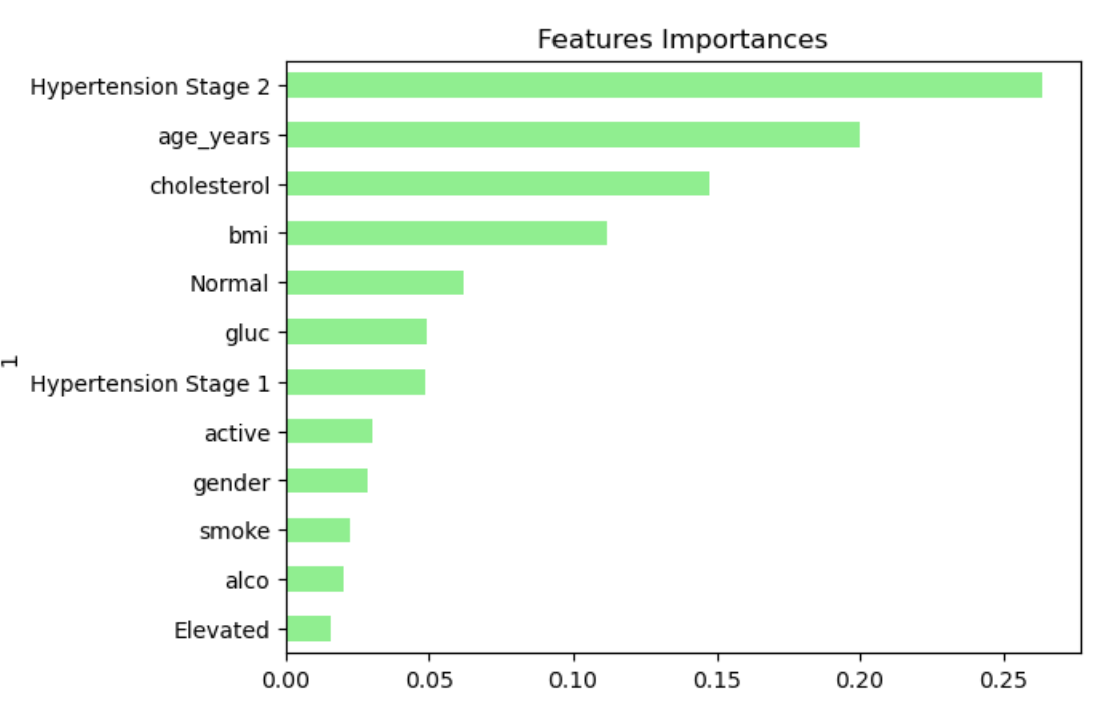 Features Importances
Hypertension Stage 2
age_years
cholesterol
bmi
Normal
gluc
1
Hypertension Stage 1
active
gender
smoke
alco
Elevated
0.00 0.05 0.10 0.15 0.20 0.25